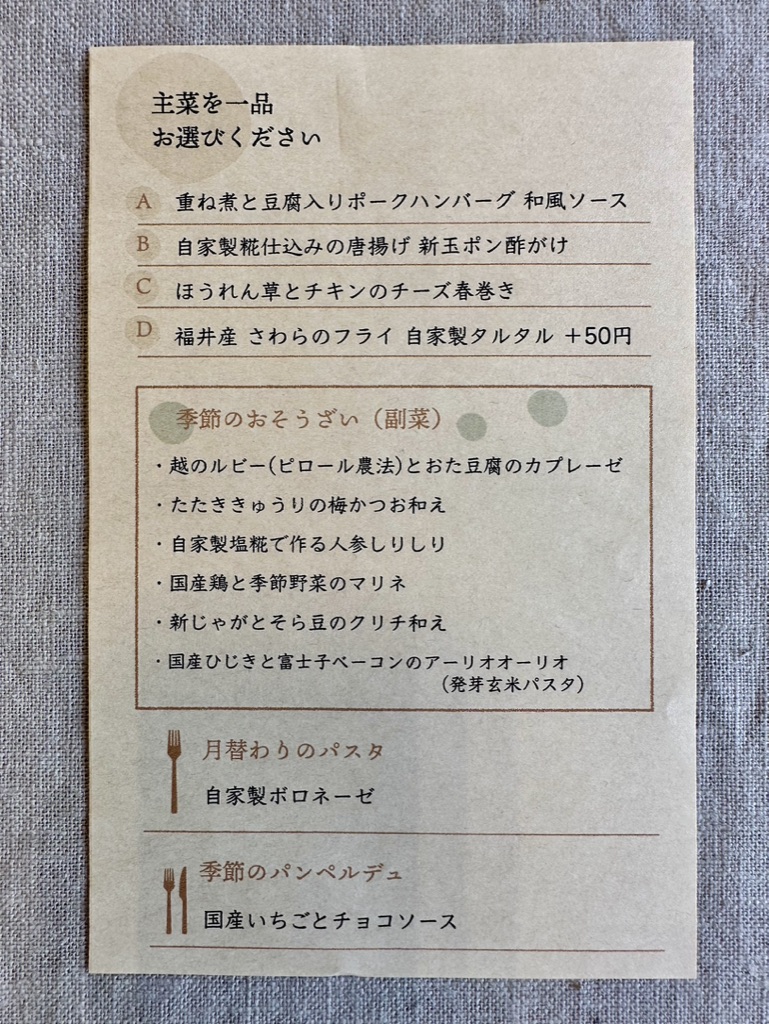 主菜を一品
お選びください
A 重ね煮と豆腐入りポークハンバーグ 和風ソース
B 自家製糀仕込みの唐揚げ 新玉ポン酢がけ
C ほうれん草とチキンのチーズ春巻き
D 福井産 さわらのフライ 自家製タルタル +50円
季節のおそうざい（副菜）
・越のルビー(ピロール農法)とおた豆腐のカプレーゼ
・たたききゅうりの梅かつお和え
・自家製塩糀で作る人参しりしり
・国産鶏と季節野菜のマリネ
・新じゃがとそら豆のクリチ和え
・国産ひじきと富士子ベーコンのアーリオオーリオ
（発芽玄米パスタ）
月替わりのパスタ
自家製ボロネーゼ
季節のパンペルデュ
国産いちごとチョコソース